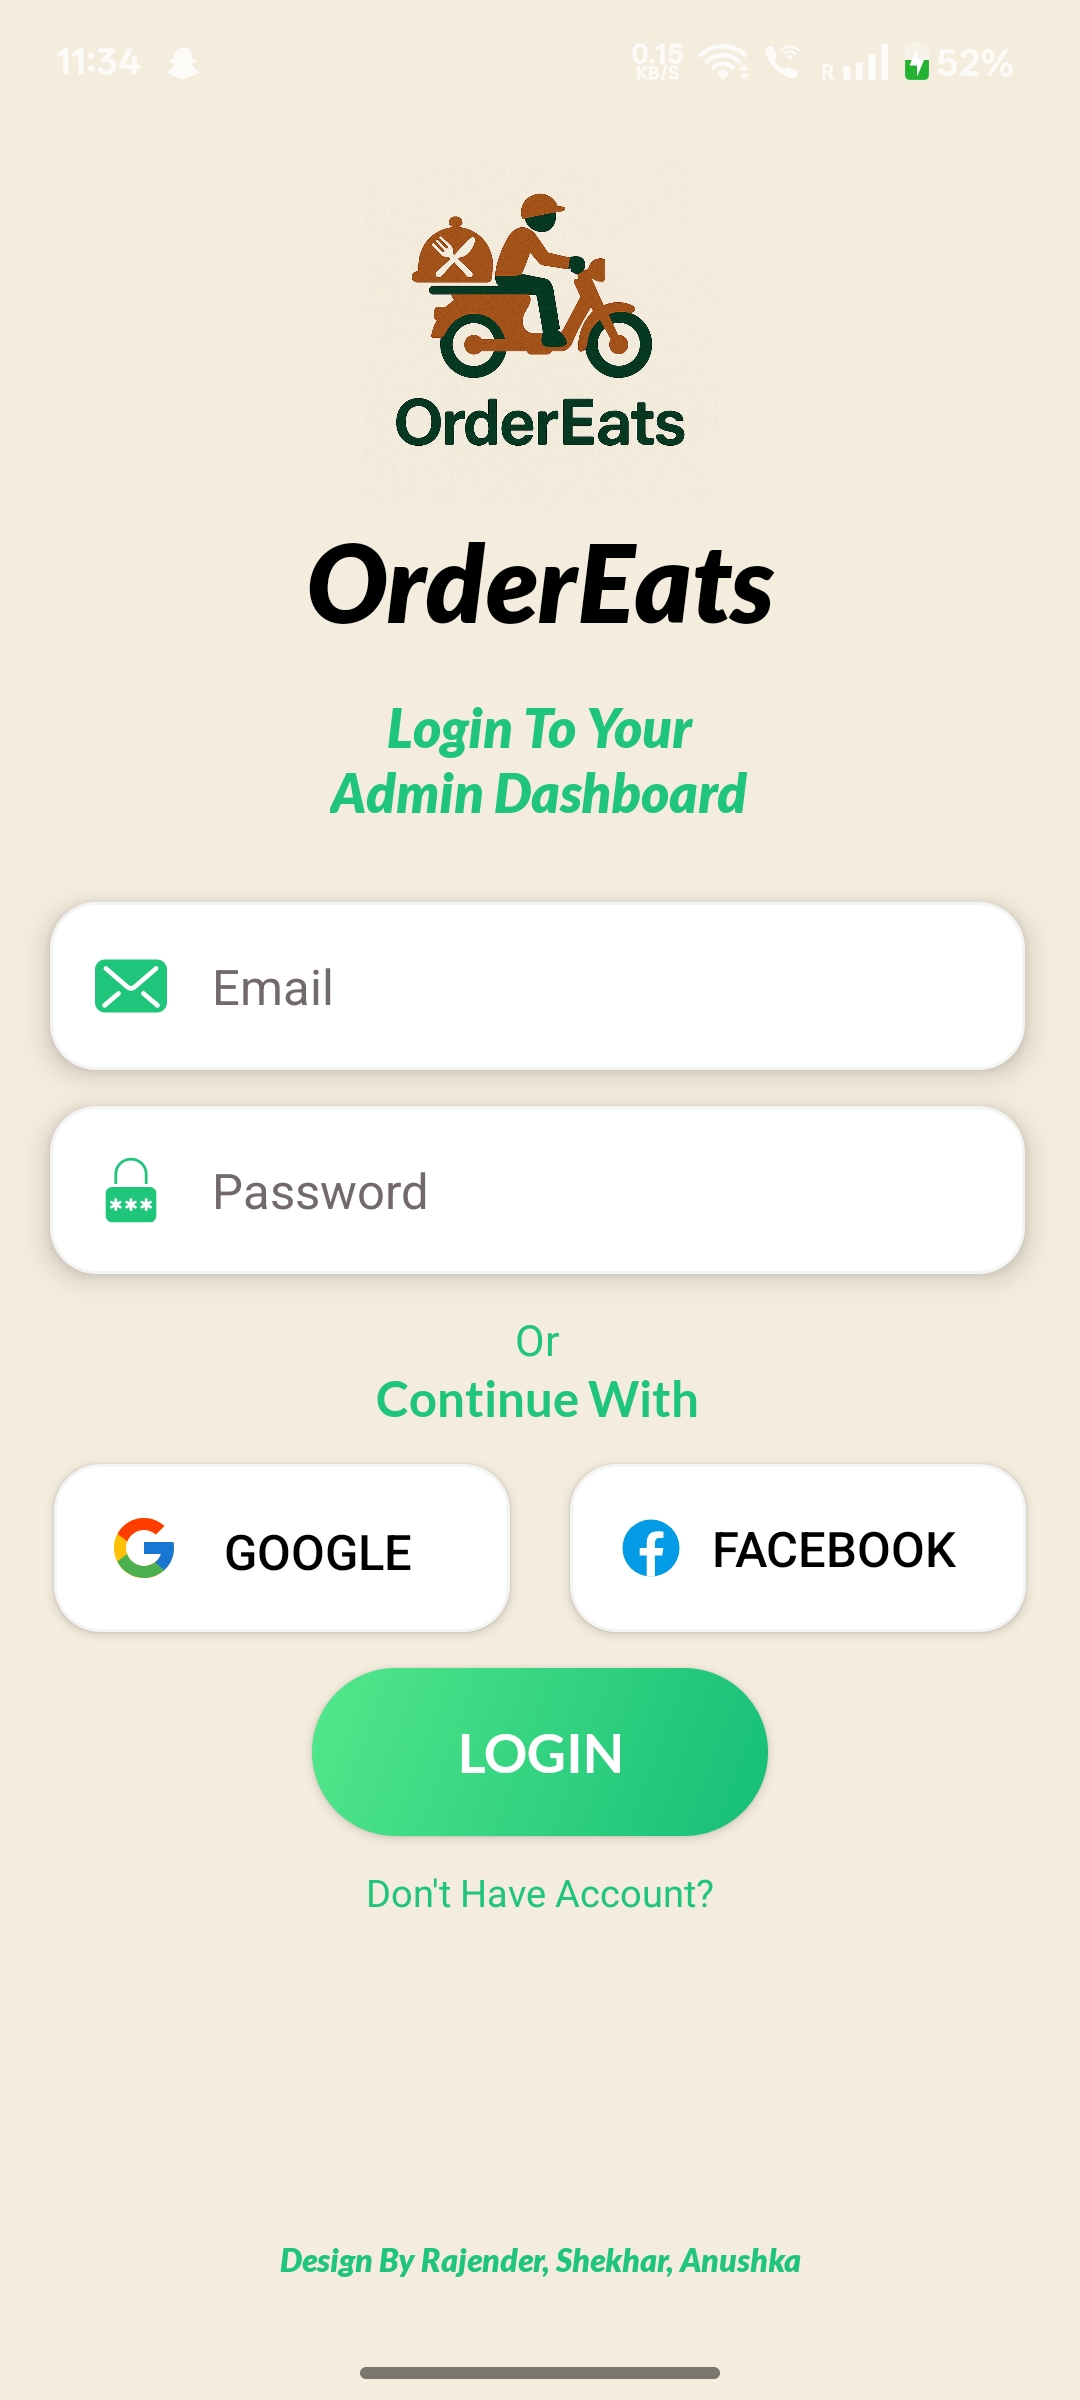 11:34 0.15 KB/S R 52%
OrderEats
OrderEats
Login To Your
Admin Dashboard
Email
*** Password
Or
Continue With
GOOGLE FACEBOOK
LOGIN
Don't Have Account?
Design By Rajender, Shekhar, Anushka